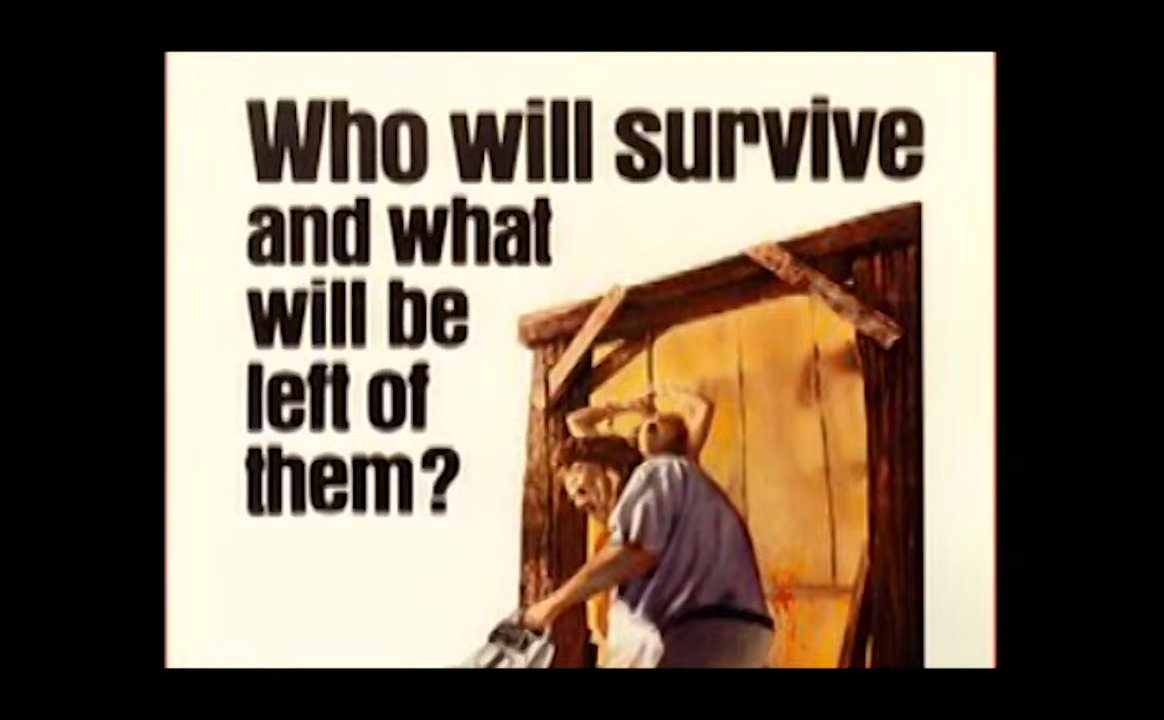 Who will survive
and what
will be
left of
them?